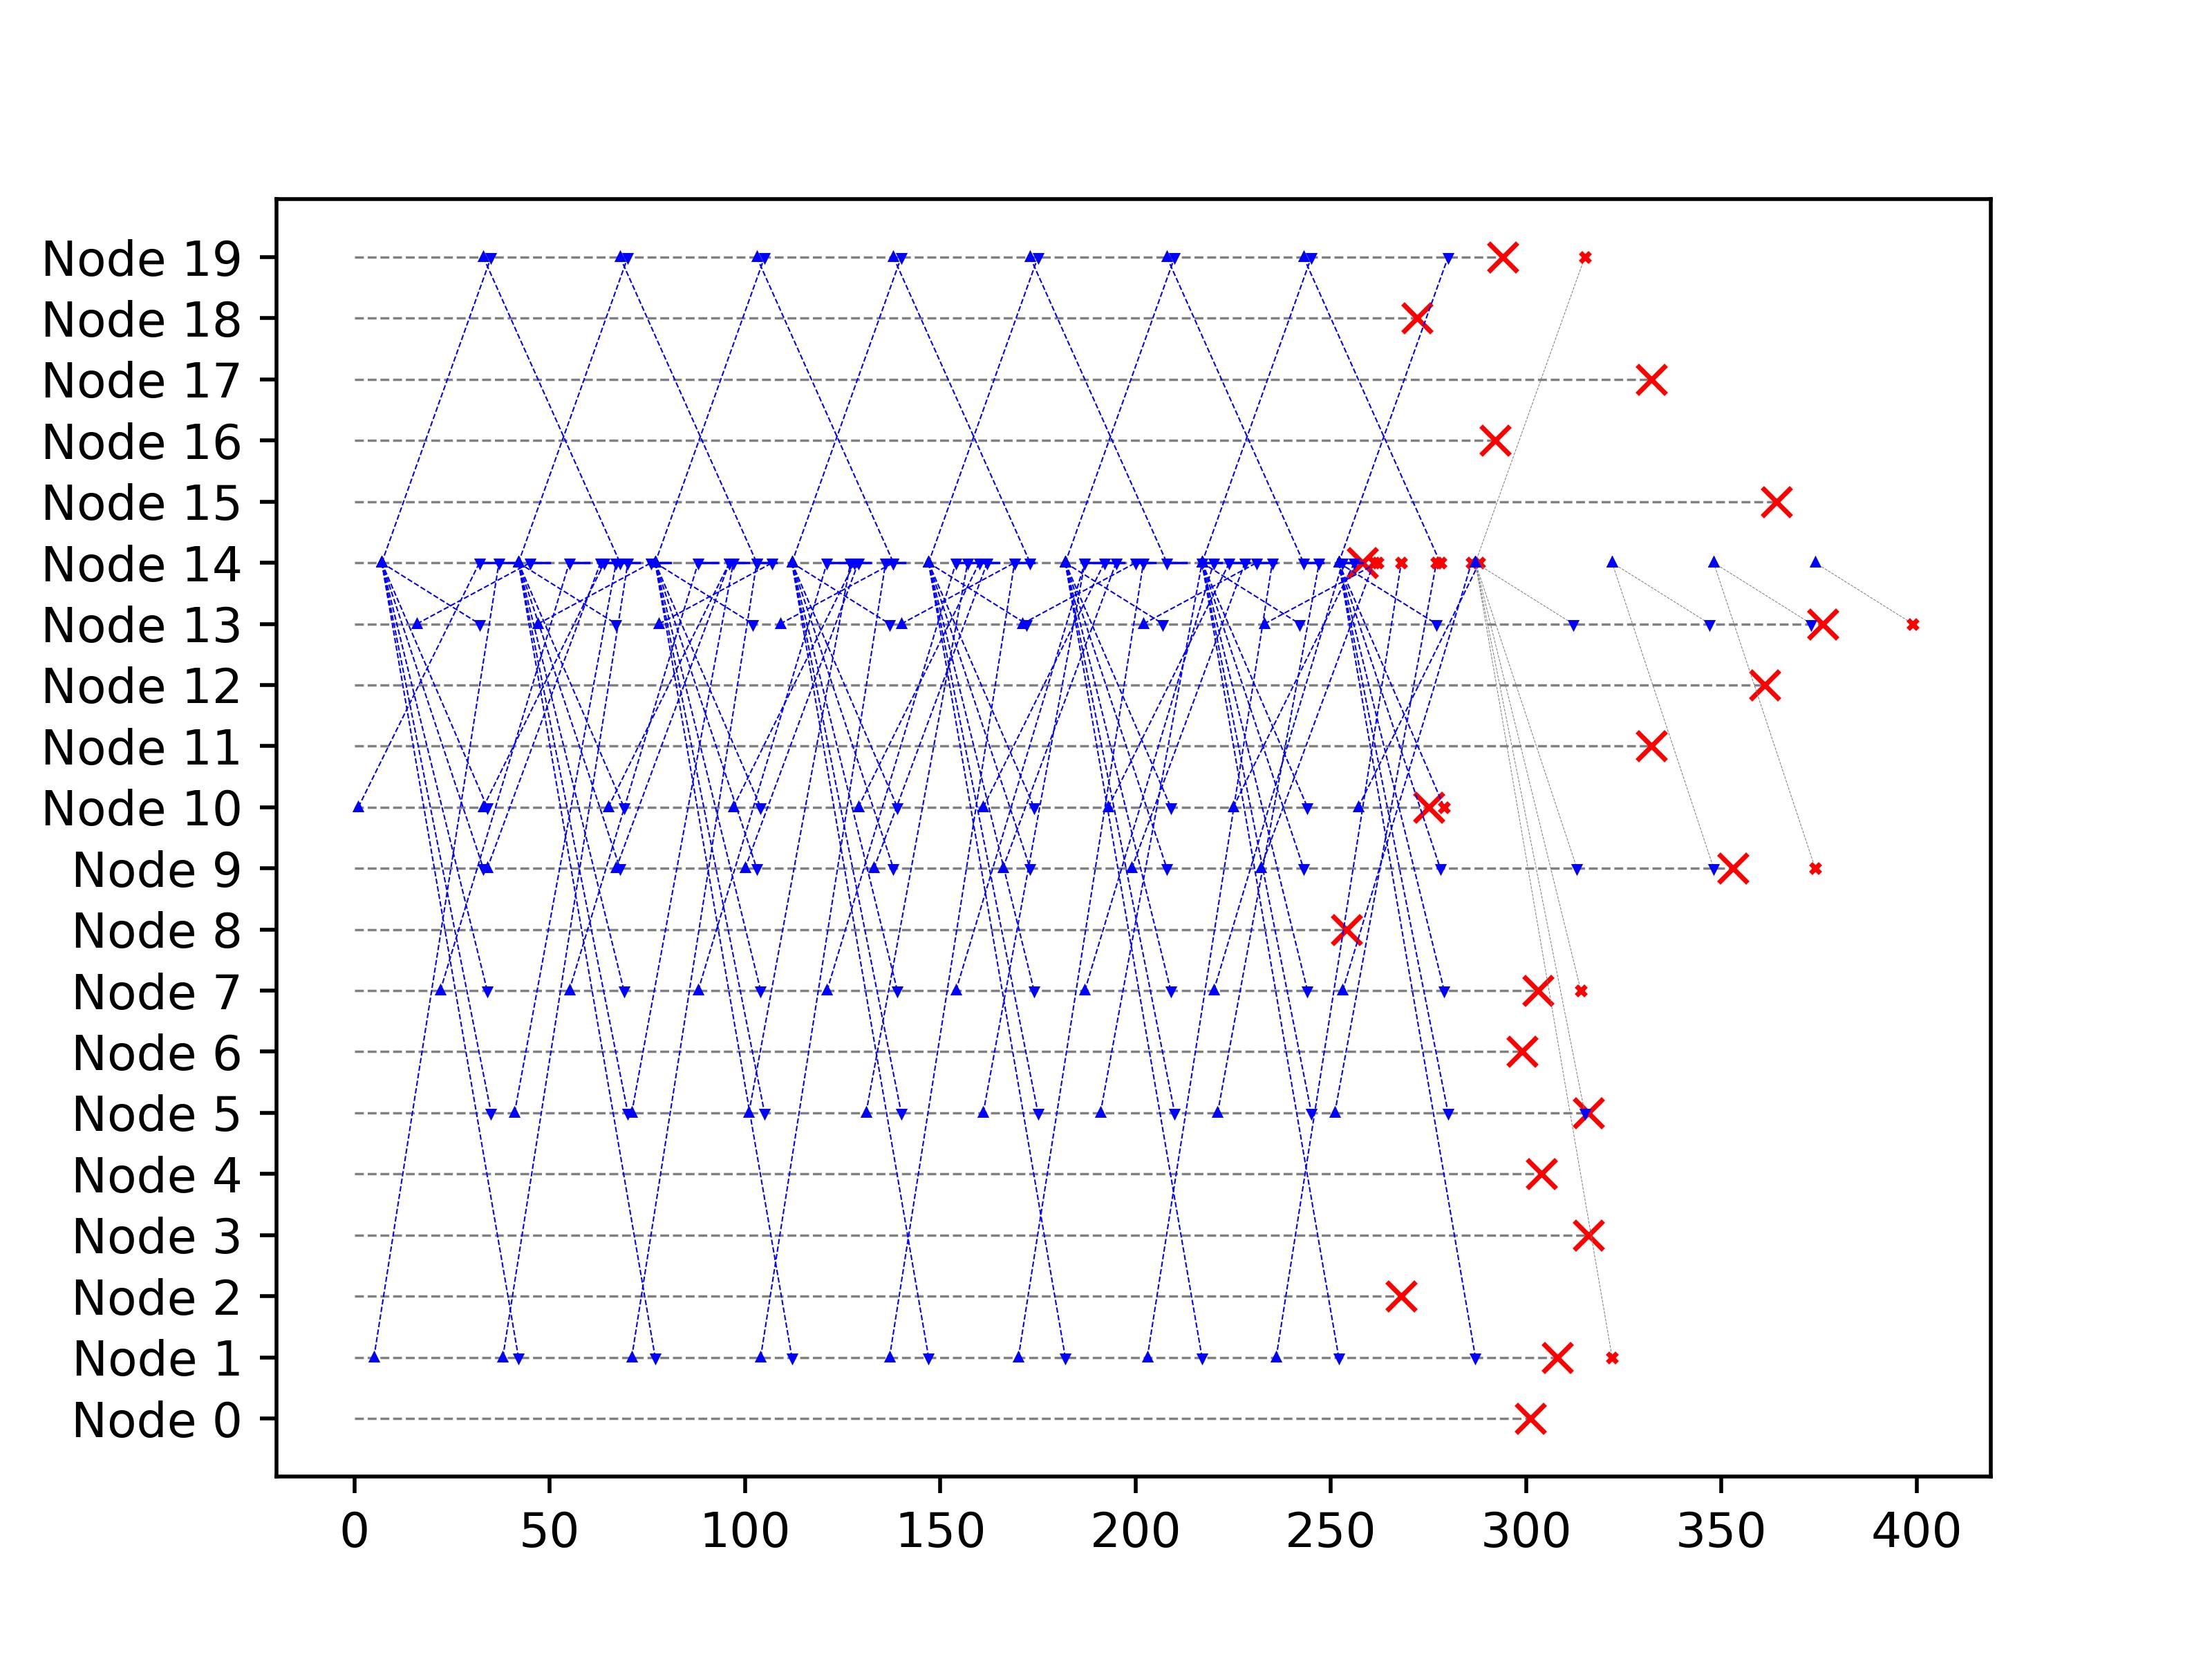 Node 19
Node 18
Node 17
Node 16
Node 15
Node 14
Node 13
Node 12
Node 11
Node 10
Node 9
Node 8
Node 7
Node 6
Node 5
Node 4
Node 3
Node 2
Node 1
Node 0
0 50 100 150 200 250 300 350 400